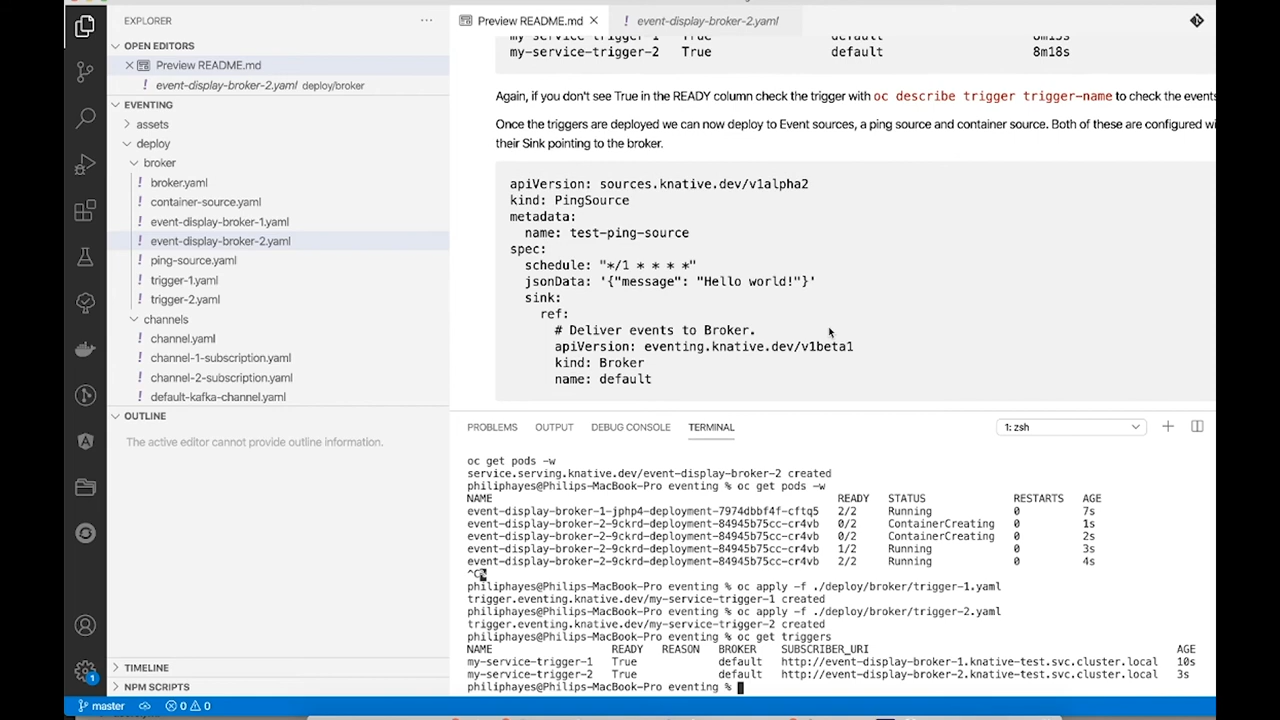 EXPLORER
OPEN EDITORS
Preview README.md
event-display-broker-2.yaml deploy/broker
EVENTING
assets
deploy
broker
broker.yaml
container-source.yaml
event-display-broker-1.yaml
event-display-broker-2.yaml
ping-source.yaml
trigger-1.yaml
trigger-2.yaml
channels
channel.yaml
channel-1-subscription.yaml
channel-2-subscription.yaml
default-kafka-channel.yaml
OUTLINE
The active editor cannot provide outline information.
TIMELINE
NPM SCRIPTS
1
master 0 0
Preview README.md event-display-broker-2.yaml
my-service-trigger-1 True default 8m15s
my-service-trigger-2 True default 8m18s
Again, if you don't see True in the READY column check the trigger with oc describe trigger trigger-name to check the events
Once the triggers are deployed we can now deploy to Event sources, a ping source and container source. Both of these are configured wi
their Sink pointing to the broker.
apiVersion: sources.knative.dev/v1alpha2
kind: PingSource
metadata:
name: test-ping-source
spec:
schedule: "*/1 * * * *"
jsonData: '{"message": "Hello world!"}'
sink:
ref:
# Deliver events to Broker.
apiVersion: eventing.knative.dev/v1beta1
kind: Broker
name: default
PROBLEMS OUTPUT DEBUG CONSOLE TERMINAL 1: zsh
oc get pods -w
service.serving.knative.dev/event-display-broker-2 created
philiphayes@Philips-MacBook-Pro eventing % oc get pods -w
NAME READY STATUS RESTARTS AGE
event-display-broker-1-jphp4-deployment-7974dbbf4f-cftq5 2/2 Running 0 7s
event-display-broker-2-9ckrd-deployment-84945b75cc-cr4vb 0/2 ContainerCreating 0 1s
event-display-broker-2-9ckrd-deployment-84945b75cc-cr4vb 0/2 ContainerCreating 0 2s
event-display-broker-2-9ckrd-deployment-84945b75cc-cr4vb 1/2 Running 0 3s
event-display-broker-2-9ckrd-deployment-84945b75cc-cr4vb 2/2 Running 0 4s
^C
philiphayes@Philips-MacBook-Pro eventing % oc apply -f ./deploy/broker/trigger-1.yaml
trigger.eventing.knative.dev/my-service-trigger-1 created
philiphayes@Philips-MacBook-Pro eventing % oc apply -f ./deploy/broker/trigger-2.yaml
trigger.eventing.knative.dev/my-service-trigger-2 created
philiphayes@Philips-MacBook-Pro eventing % oc get triggers
NAME READY REASON BROKER SUBSCRIBER_URI AGE
my-service-trigger-1 True default http://event-display-broker-1.knative-test.svc.cluster.local 10s
my-service-trigger-2 True default http://event-display-broker-2.knative-test.svc.cluster.local 3s
philiphayes@Philips-MacBook-Pro eventing %